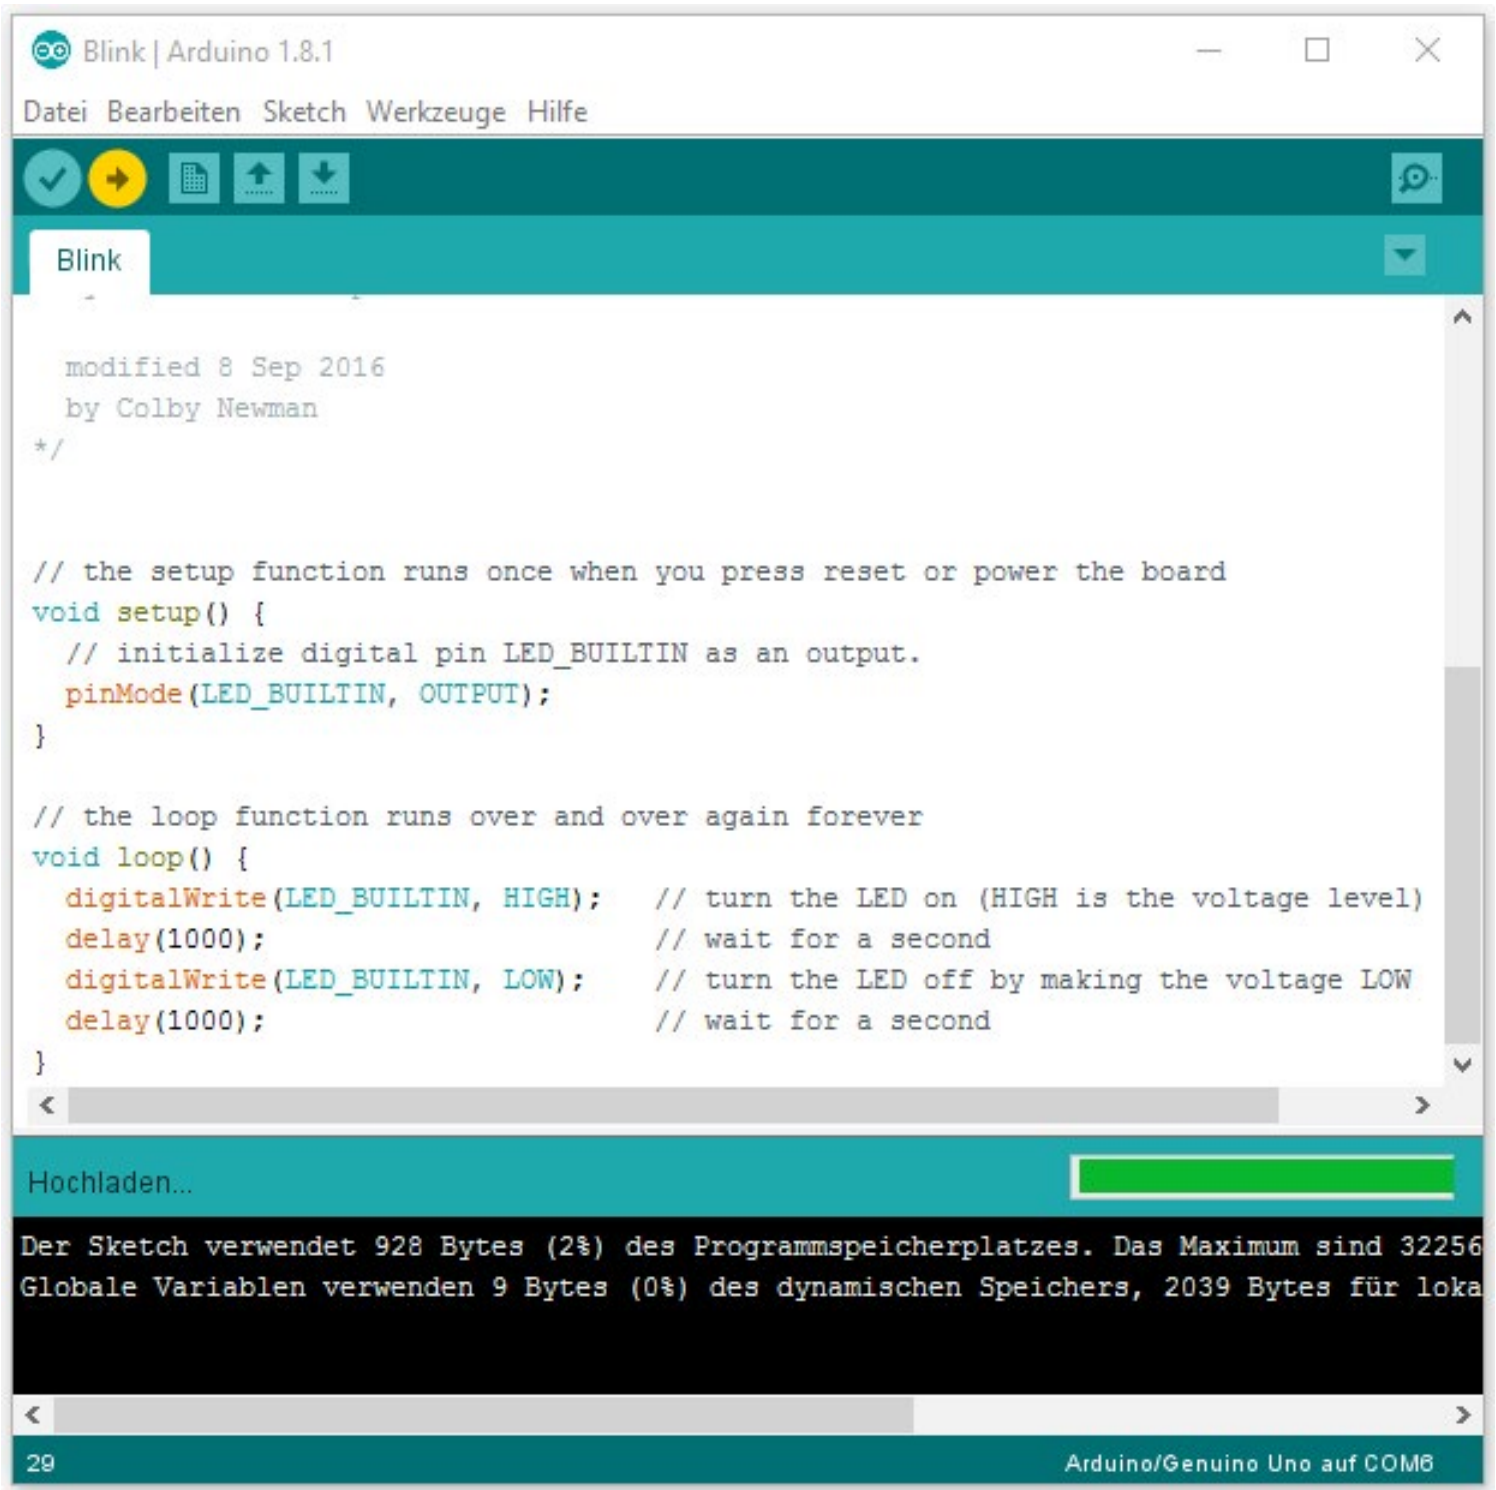 Blink | Arduino 1.8.1
Datei Bearbeiten Sketch Werkzeuge Hilfe
Blink
modified 8 Sep 2016
by Colby Newman
*/
// the setup function runs once when you press reset or power the board
void setup() {
// initialize digital pin LED_BUILTIN as an output.
pinMode(LED_BUILTIN, OUTPUT);
}
// the loop function runs over and over again forever
void loop() {
digitalWrite(LED_BUILTIN, HIGH);   // turn the LED on (HIGH is the voltage level)
delay(1000);                       // wait for a second
digitalWrite(LED_BUILTIN, LOW);    // turn the LED off by making the voltage LOW
delay(1000);                       // wait for a second
}
Hochladen...
Der Sketch verwendet 928 Bytes (2%) des Programmspeicherplatzes. Das Maximum sind 32256
Globale Variablen verwenden 9 Bytes (0%) des dynamischen Speichers, 2039 Bytes für loka
29 Arduino/Genuino Uno auf COM6